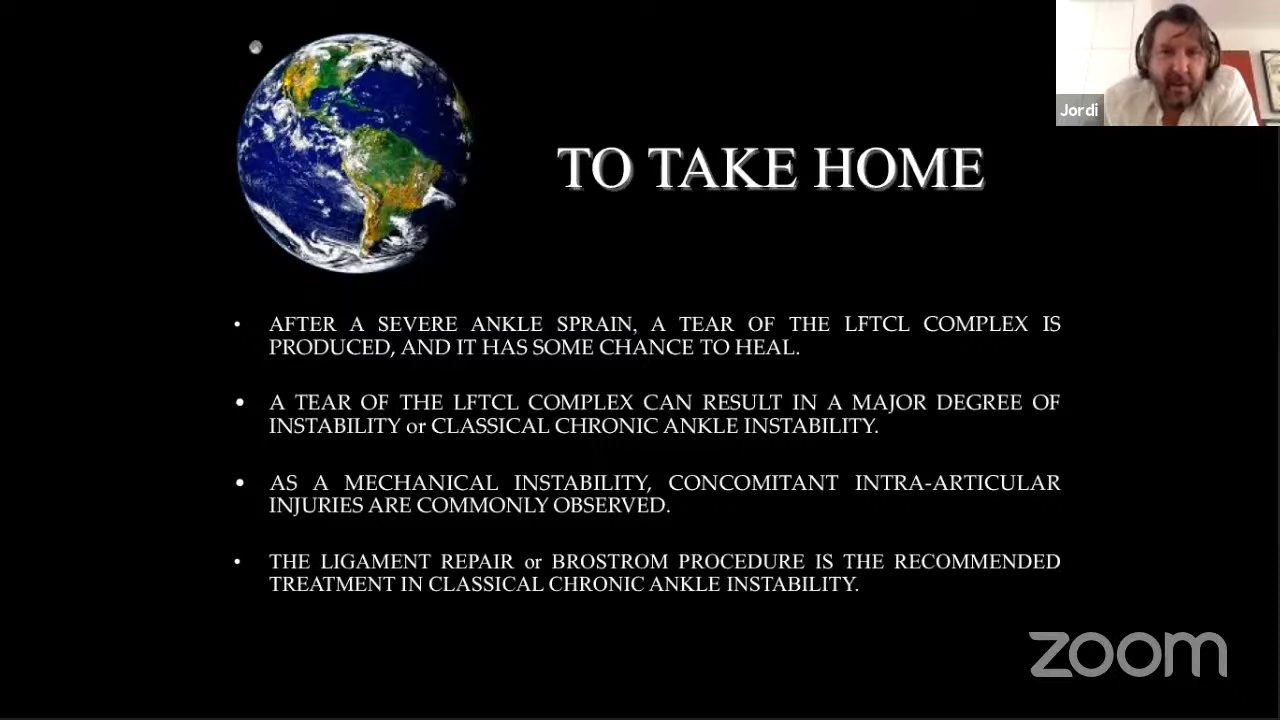 Jordi
TO TAKE HOME
• AFTER A SEVERE ANKLE SPRAIN, A TEAR OF THE LFTCL COMPLEX IS
PRODUCED, AND IT HAS SOME CHANCE TO HEAL.
• A TEAR OF THE LFTCL COMPLEX CAN RESULT IN A MAJOR DEGREE OF
INSTABILITY or CLASSICAL CHRONIC ANKLE INSTABILITY.
• AS A MECHANICAL INSTABILITY, CONCOMITANT INTRA-ARTICULAR
INJURIES ARE COMMONLY OBSERVED.
• THE LIGAMENT REPAIR or BROSTROM PROCEDURE IS THE RECOMMENDED
TREATMENT IN CLASSICAL CHRONIC ANKLE INSTABILITY.
zoom